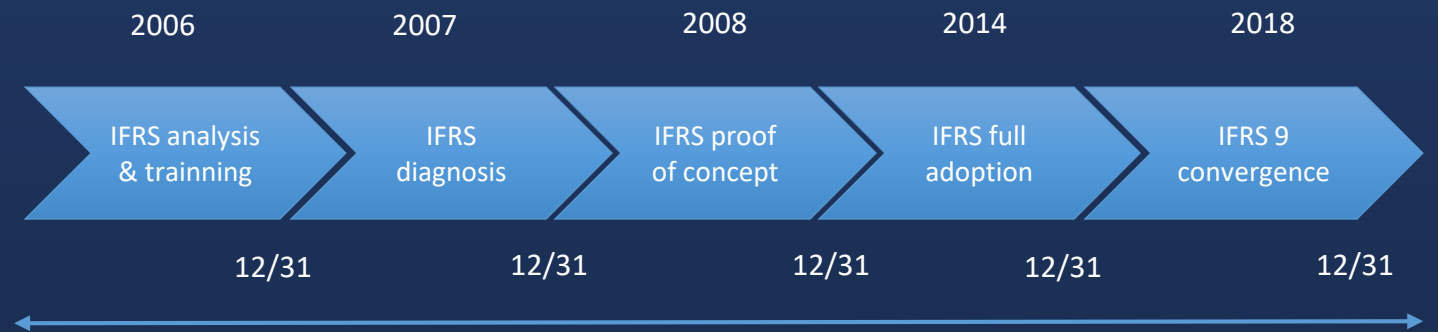 2006
2007
2008
2014
2018
IFRS analysis
& trainning
IFRS
diagnosis
IFRS proof
of concept
IFRS full
adoption
IFRS 9
convergence
12/31
12/31
12/31
12/31
12/31